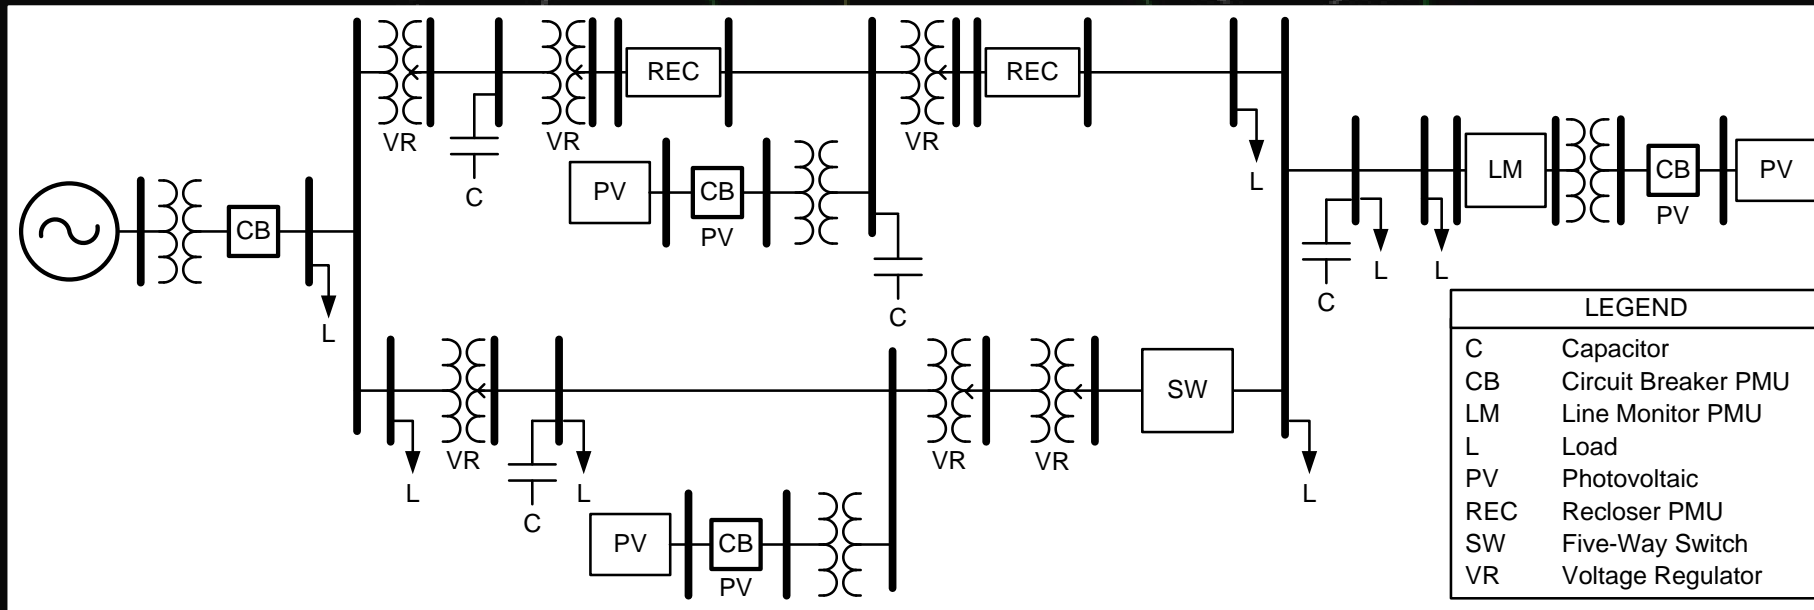 REC
REC
VR
VR
VR
C
PV
CB
PV
L
LM
CB
PV
PV
CB
L
C
C
L
L
LEGEND
C Capacitor
CB Circuit Breaker PMU
LM Line Monitor PMU
L Load
PV Photovoltaic
REC Recloser PMU
SW Five-Way Switch
VR Voltage Regulator
SW
VR
VR
VR
L
C
L
L
PV
CB
PV